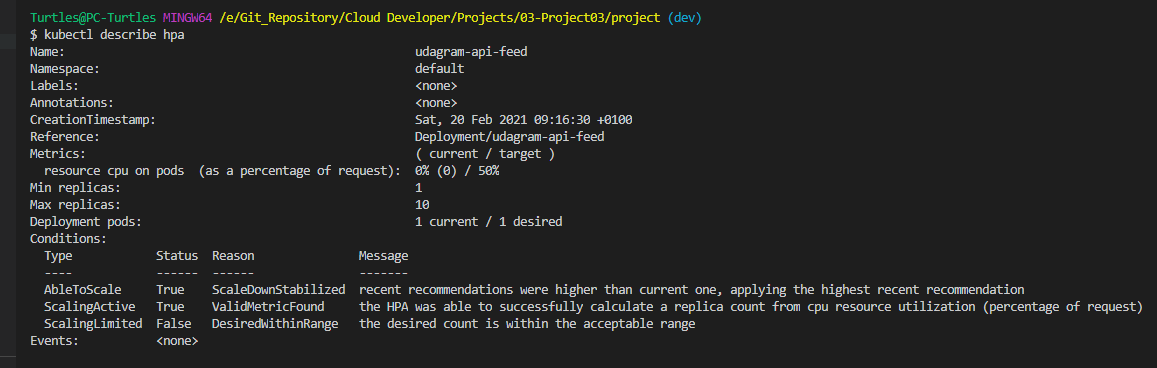 Turtles@PC-Turtles MINGW64 /e/Git_Repository/Cloud Developer/Projects/03-Project03/project (dev)
$ kubectl describe hpa
Name:                                                  udagram-api-feed
Namespace:                                             default
Labels:                                                <none>
Annotations:                                           <none>
CreationTimestamp:                                     Sat, 20 Feb 2021 09:16:30 +0100
Reference:                                             Deployment/udagram-api-feed
Metrics:                                               ( current / target )
  resource cpu on pods  (as a percentage of request):  0% (0) / 50%
Min replicas:                                          1
Max replicas:                                          10
Deployment pods:                                       1 current / 1 desired
Conditions:
  Type            Status  Reason              Message
  ----            ------  ------              -------
  AbleToScale     True    ScaleDownStabilized  recent recommendations were higher than current one, applying the highest recent recommendation
  ScalingActive   True    ValidMetricFound    the HPA was able to successfully calculate a replica count from cpu resource utilization (percentage of request)
  ScalingLimited  False   DesiredWithinRange  the desired count is within the acceptable range
Events:           <none>